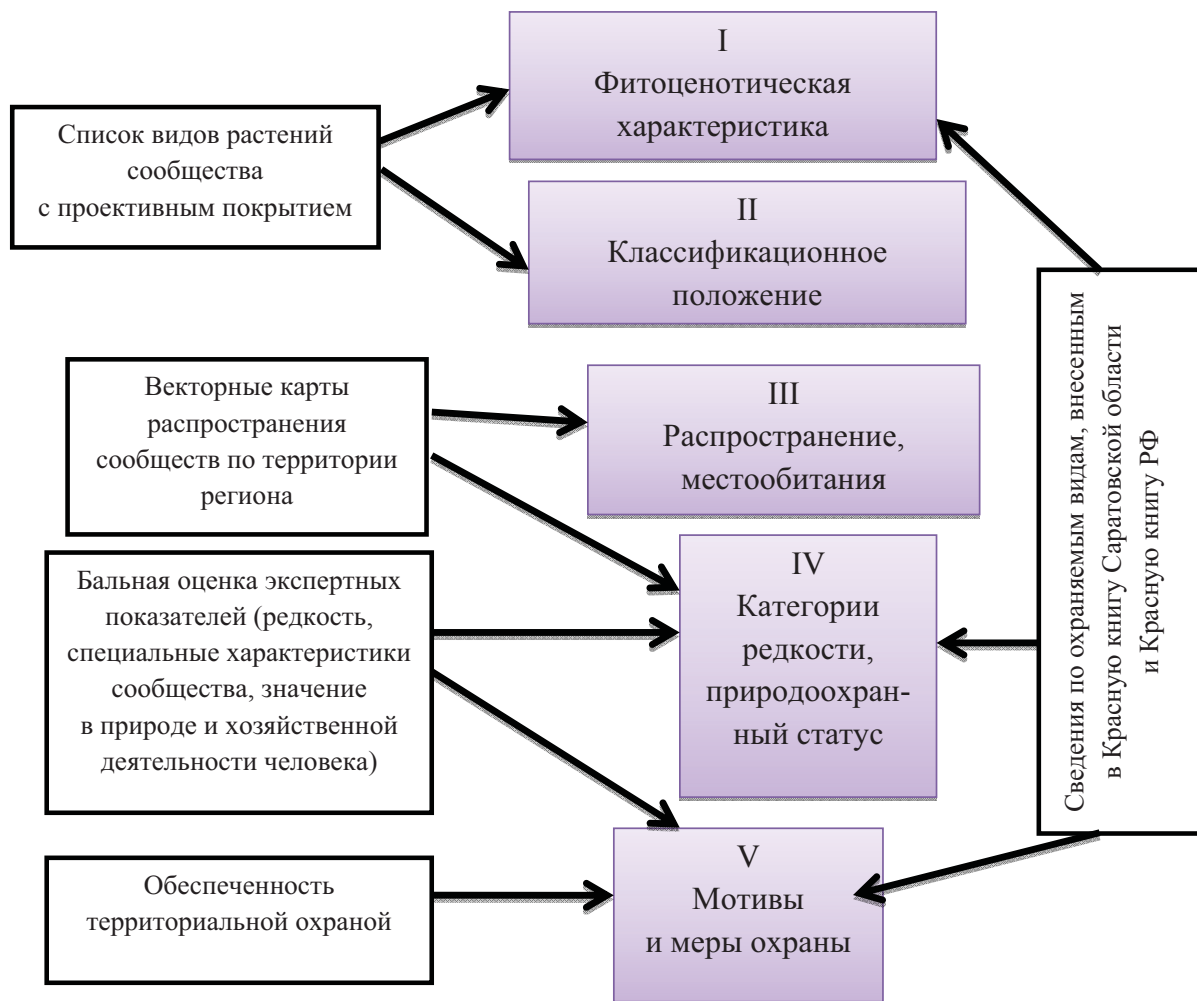 I
Фитоценотическая
характеристика
Список видов растений
сообщества
с проективным покрытием
II
Классификационное
положение
Векторные карты
распространения
сообществ по территории
региона
III
Распространение,
местообитания
Бальная оценка экспертных
показателей (редкость,
специальные характеристики
сообщества, значение
в природе и хозяйственной
деятельности человека)
IV
Категории
редкости,
природоохран-
ный статус
Обеспеченность
территориальной охраной
V
Мотивы
и меры охраны
Сведения по охраняемым видам, внесенным
в Красную книгу Саратовской области
и Красную книгу РФ